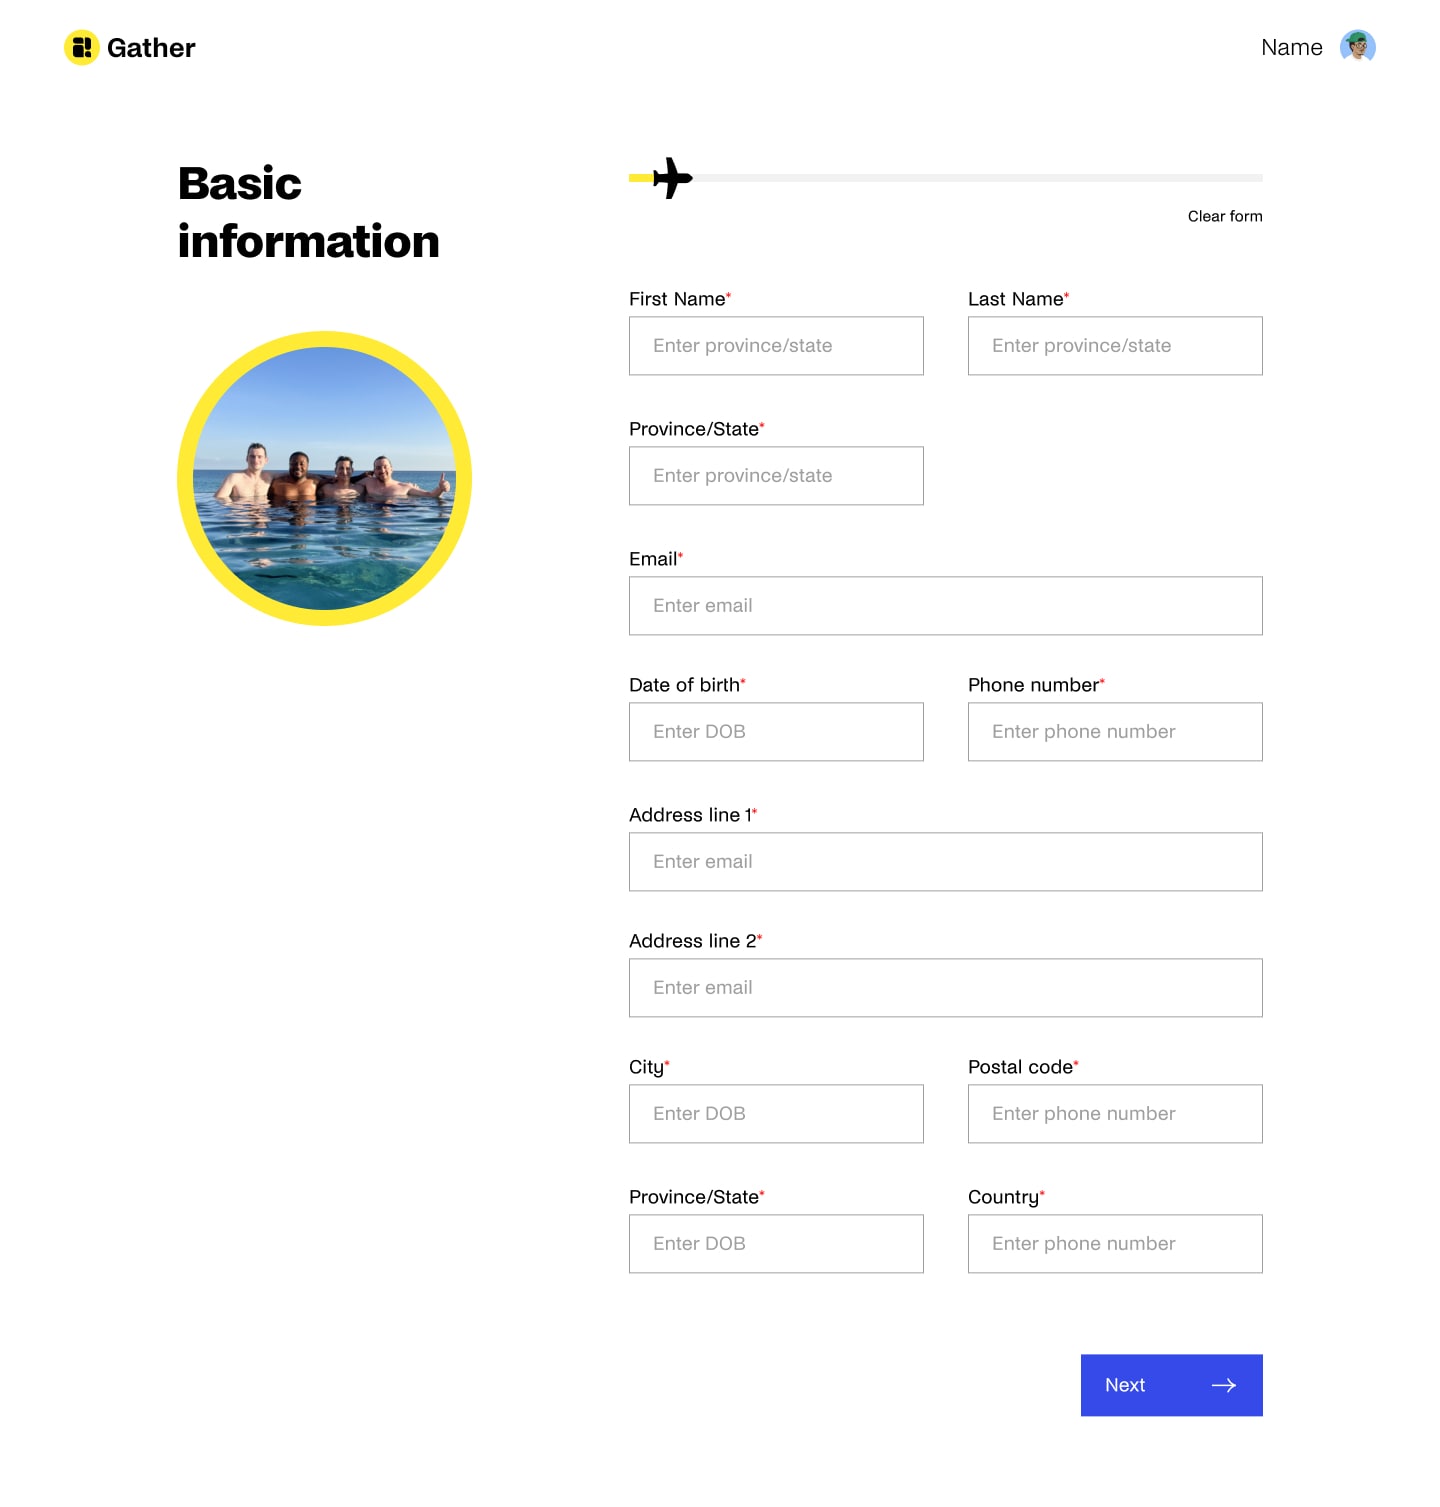 Gather
Name
Basic
information
Clear form
First Name*
Last Name*
Enter province/state
Enter province/state
Province/State*
Enter province/state
Email*
Enter email
Date of birth*
Phone number*
Enter DOB
Enter phone number
Address line 1*
Enter email
Address line 2*
Enter email
City*
Postal code*
Enter DOB
Enter phone number
Province/State*
Country*
Enter DOB
Enter phone number
Next